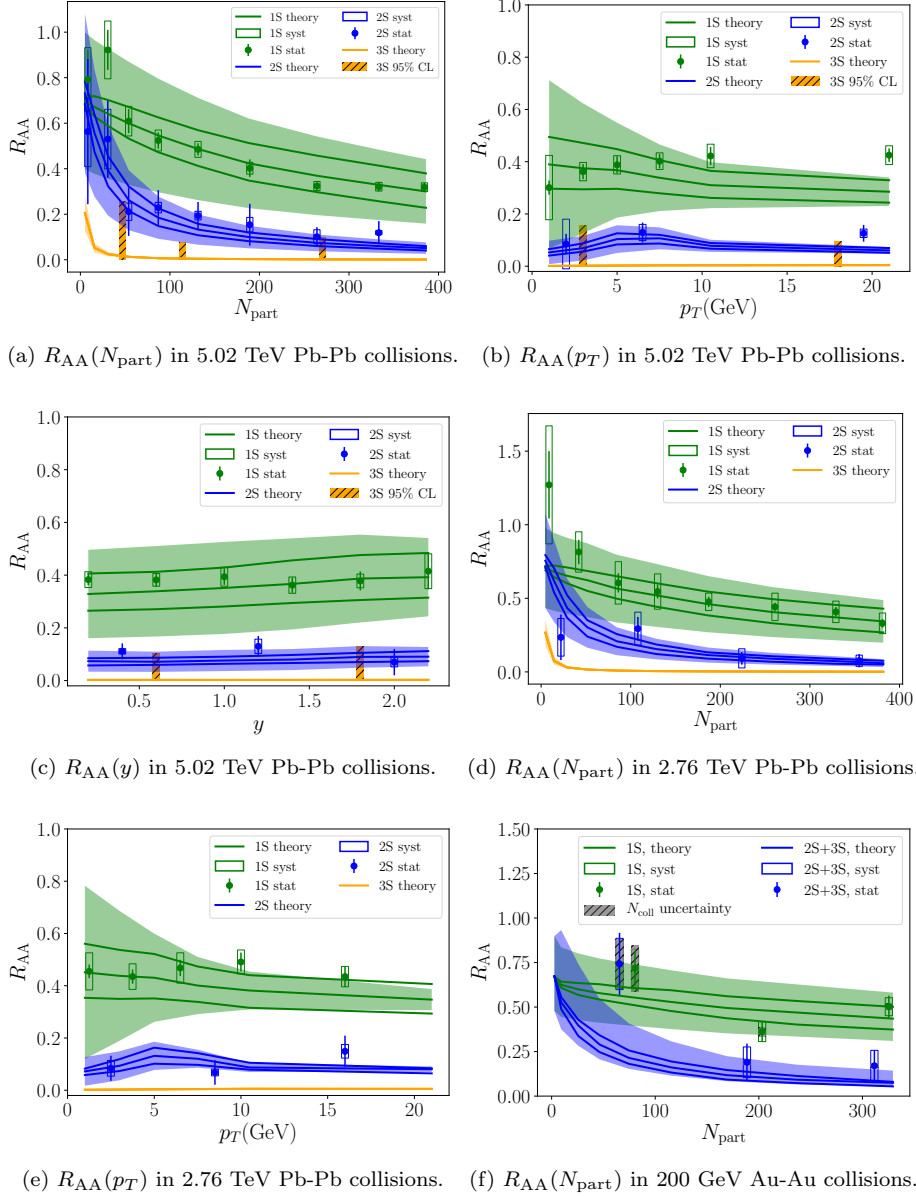 1S theory
1S syst
1S stat
2S theory
2S syst
2S stat
3S theory
3S 95% CL
R_AA
1.0
0.8
0.6
0.4
0.2
0.0
0 100 200 300 400
N_part
(a) R_AA(N_part) in 5.02 TeV Pb-Pb collisions.
1S theory
1S syst
1S stat
2S theory
2S syst
2S stat
3S theory
3S 95% CL
R_AA
1.0
0.8
0.6
0.4
0.2
0.0
0 5 10 15 20
p_T(GeV)
(b) R_AA(p_T) in 5.02 TeV Pb-Pb collisions.
1S theory
1S syst
1S stat
2S theory
2S syst
2S stat
3S theory
3S 95% CL
R_AA
1.0
0.8
0.6
0.4
0.2
0.0
0.5 1.0 1.5 2.0
y
(c) R_AA(y) in 5.02 TeV Pb-Pb collisions.
1S theory
1S syst
1S stat
2S theory
2S syst
2S stat
3S theory
R_AA
1.5
1.0
0.5
0.0
0 100 200 300 400
N_part
(d) R_AA(N_part) in 2.76 TeV Pb-Pb collisions.
1S theory
1S syst
1S stat
2S theory
2S syst
2S stat
3S theory
R_AA
1.0
0.8
0.6
0.4
0.2
0.0
0 5 10 15 20
p_T(GeV)
(e) R_AA(p_T) in 2.76 TeV Pb-Pb collisions.
1S, theory
1S, syst
1S, stat
N_coll uncertainty
2S+3S, theory
2S+3S, syst
2S+3S, stat
R_AA
1.50
1.25
1.00
0.75
0.50
0.25
0.00
0 100 200 300
N_part
(f) R_AA(N_part) in 200 GeV Au-Au collisions.